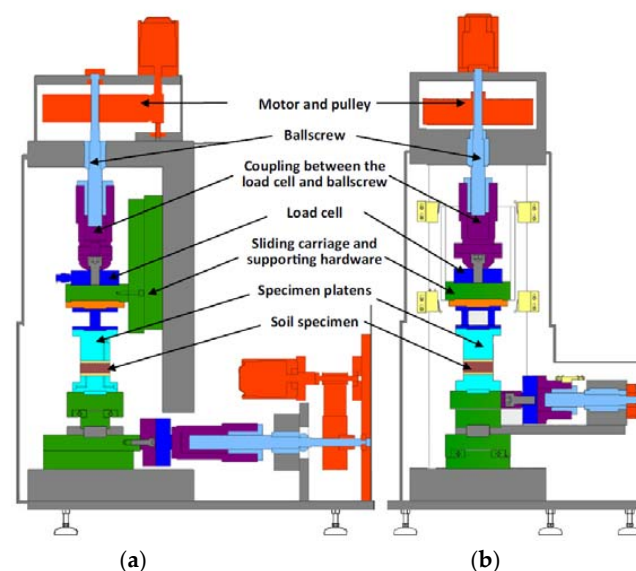 Motor and pulley
Ballscrew
Coupling between the
load cell and ballscrew
Load cell
Sliding carriage and
supporting hardware
Specimen platens
Soil specimen
(a)
(b)